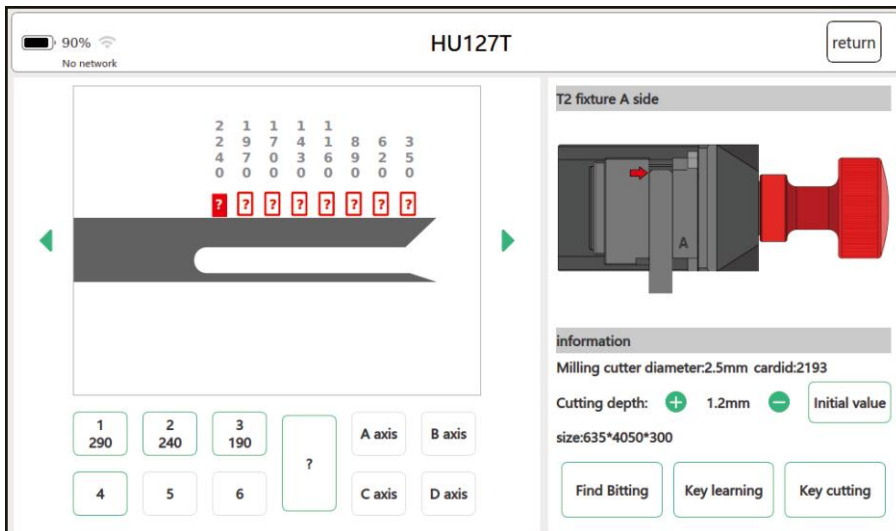 90%
No network
HU127T
return
2240 1970 1700 1430 1160 890 620 350
? ? ? ? ? ? ? ?
1 290
2 240
3 190
?
A axis
B axis
4
5
6
C axis
D axis
T2 fixture A side
A
information
Milling cutter diameter:2.5mm cardid:2193
Cutting depth: + 1.2mm − Initial value
size:635*4050*300
Find Bitting
Key learning
Key cutting